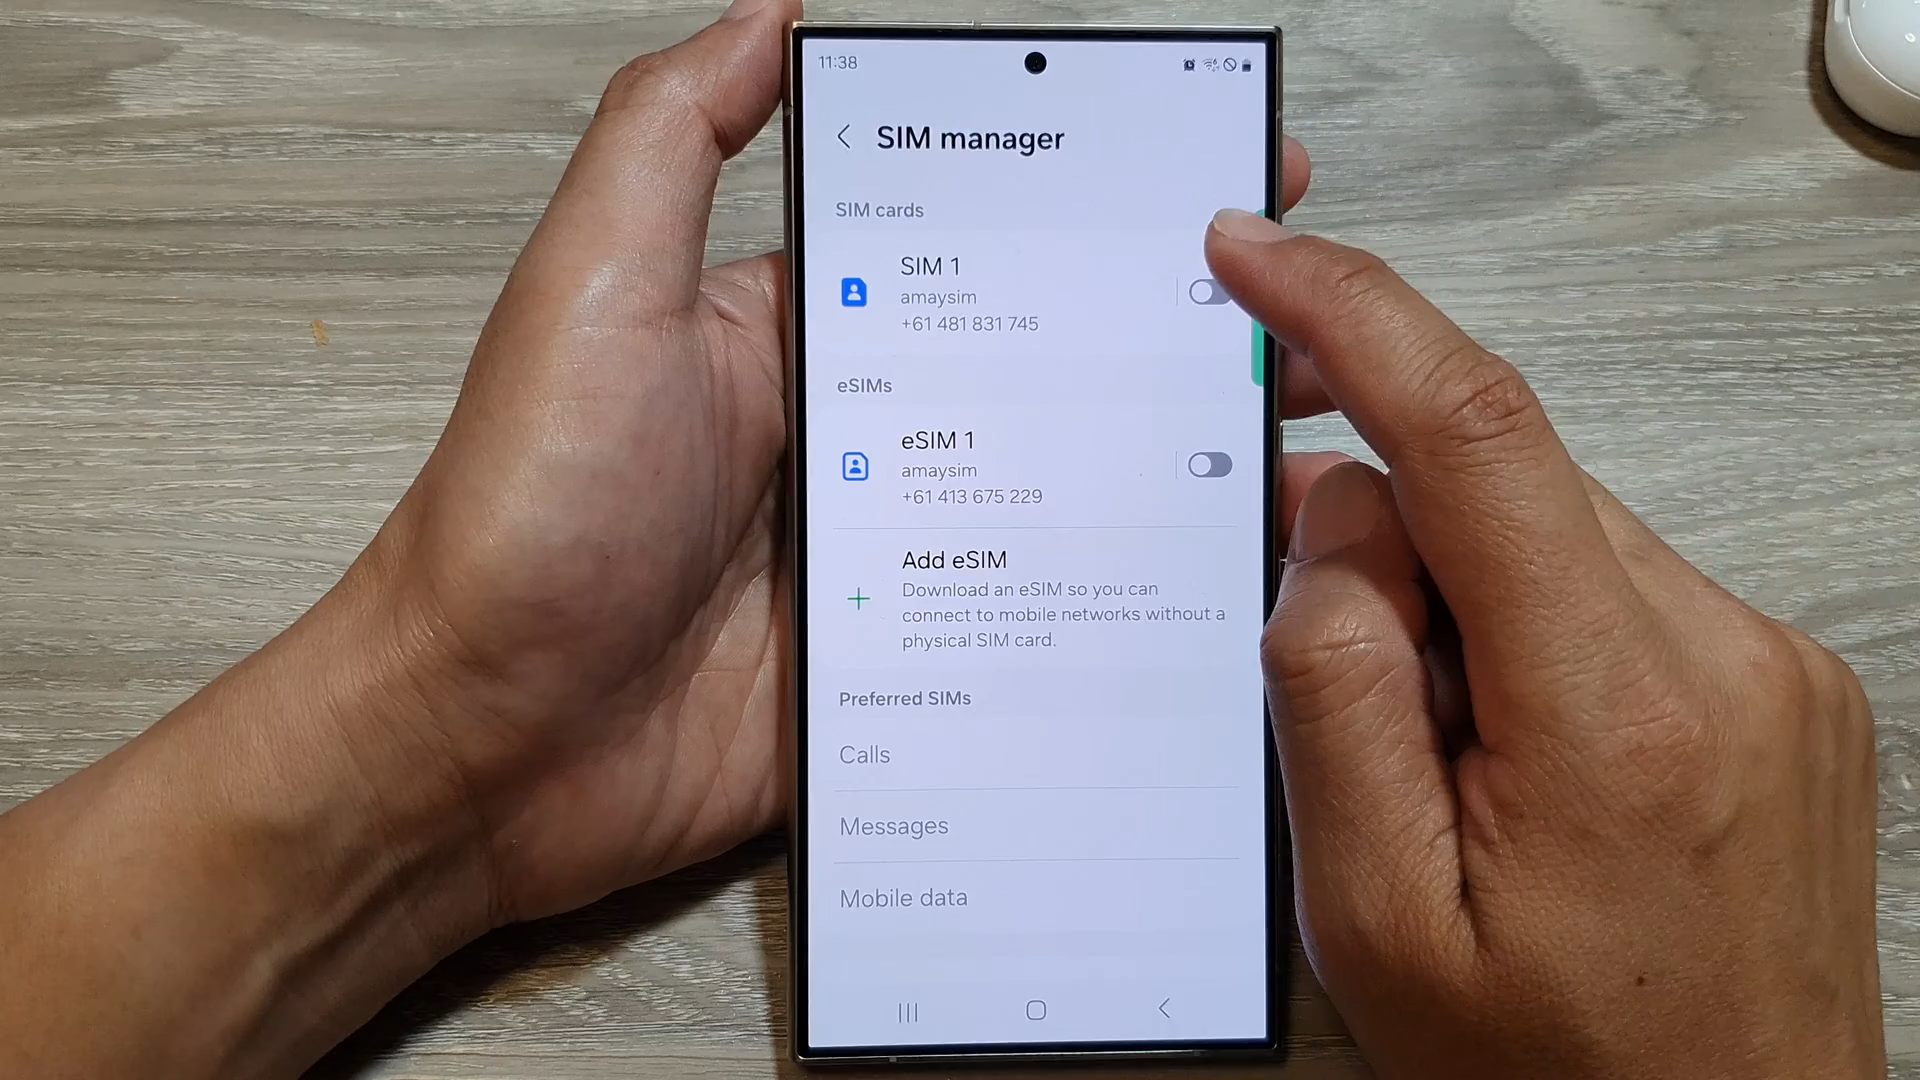 11:38
SIM manager
SIM cards
SIM 1
amaysim
+61 481 831 745
eSIMs
eSIM 1
amaysim
+61 413 675 229
Add eSIM
Download an eSIM so you can
connect to mobile networks without a
physical SIM card.
Preferred SIMs
Calls
Messages
Mobile data